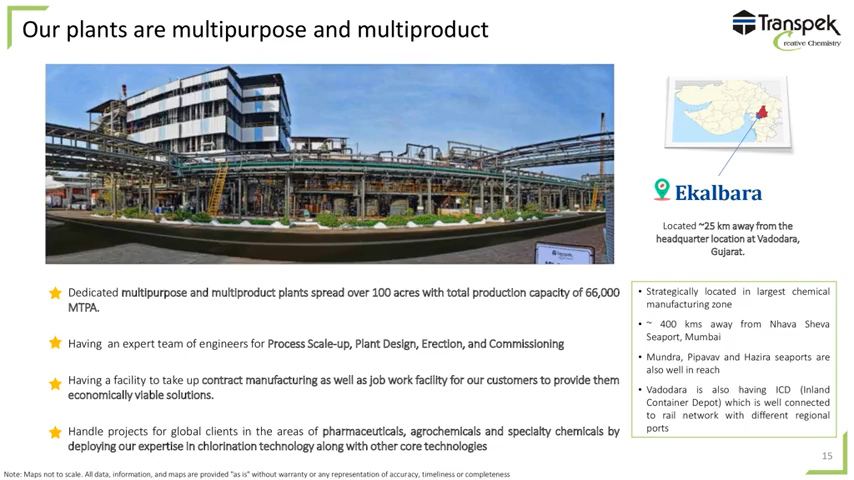 Our plants are multipurpose and multiproduct
Transpek
Creative Chemistry
Ekalbara
Located ~25 km away from the
headquarter location at Vadodara,
Gujarat.
Transpek
Dedicated multipurpose and multiproduct plants spread over 100 acres with total production capacity of 66,000
MTPA.
Having an expert team of engineers for Process Scale-up, Plant Design, Erection, and Commissioning
Having a facility to take up contract manufacturing as well as job work facility for our customers to provide them
economically viable solutions.
Handle projects for global clients in the areas of pharmaceuticals, agrochemicals and specialty chemicals by
deploying our expertise in chlorination technology along with other core technologies
• Strategically located in largest chemical
manufacturing zone
• ~ 400 kms away from Nhava Sheva
Seaport, Mumbai
• Mundra, Pipavav and Hazira seaports are
also well in reach
• Vadodara is also having ICD (Inland
Container Depot) which is well connected
to rail network with different regional
ports
15
Note: Maps not to scale. All data, information, and maps are provided "as is" without warranty or any representation of accuracy, timeliness or completeness